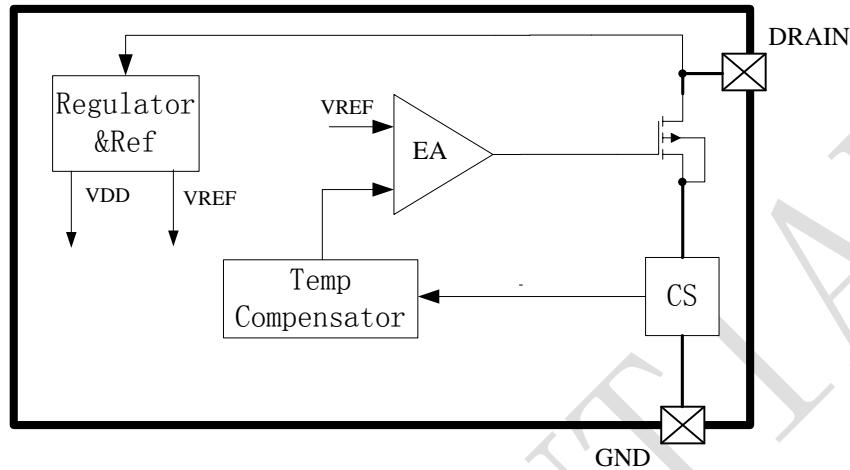 DRAIN
Regulator
&Ref
VREF
EA
VDD
VREF
Temp
Compensator
CS
GND